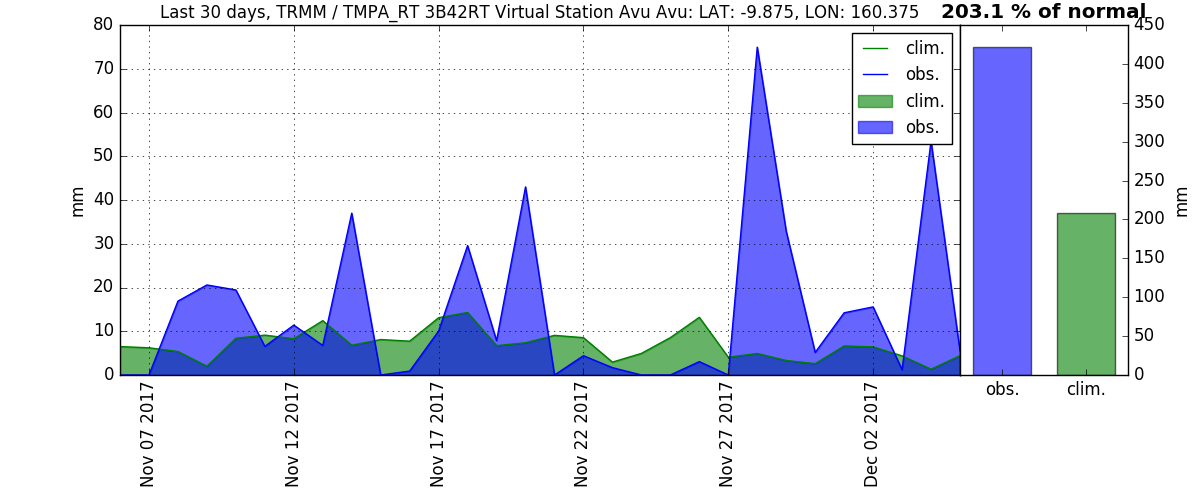 Last 30 days, TRMM / TMPA_RT 3B42RT Virtual Station Avu Avu: LAT: -9.875, LON: 160.375
203.1 % of normal
80
70
60
50
40
30
20
10
0
mm
clim.
obs.
clim.
obs.
450
400
350
300
250
200
150
100
50
0
mm
Nov 07 2017
Nov 12 2017
Nov 17 2017
Nov 22 2017
Nov 27 2017
Dec 02 2017
obs.
clim.